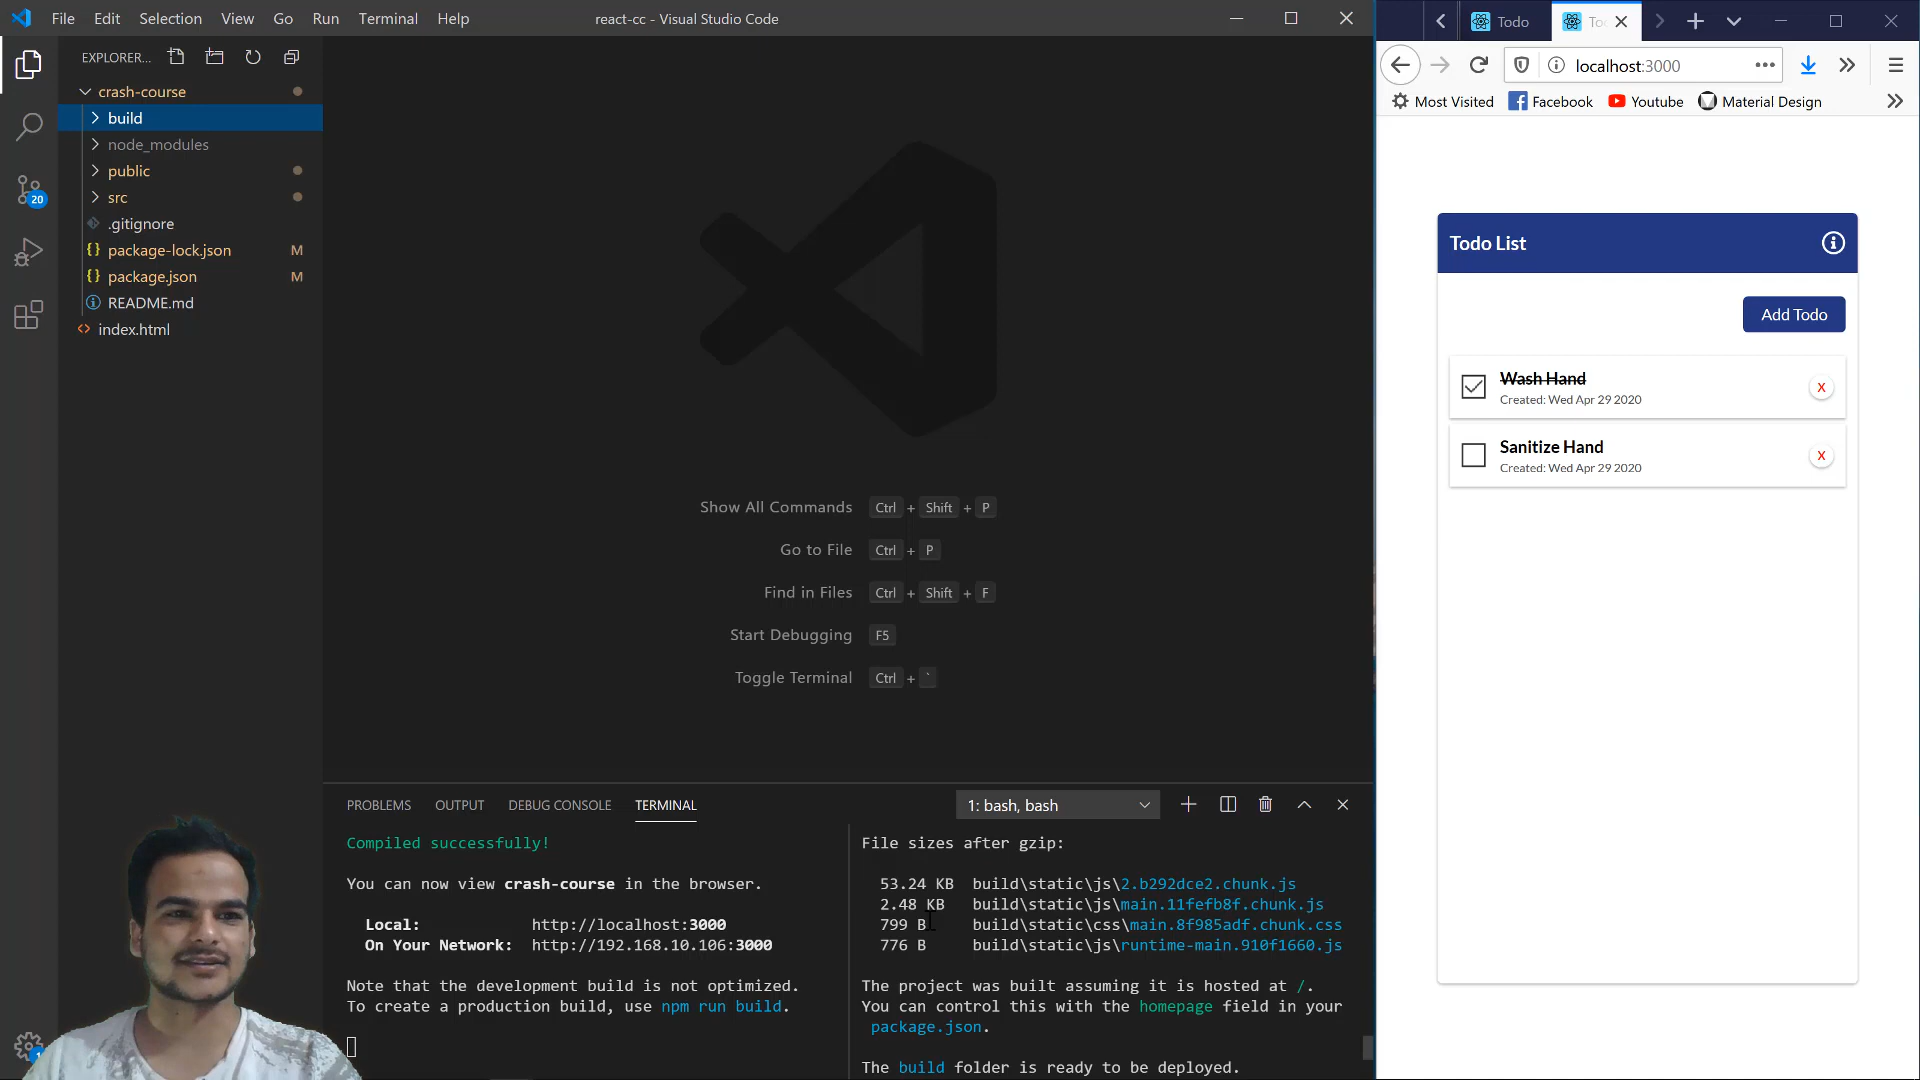 File Edit Selection View Go Run Terminal Help
react-cc - Visual Studio Code
EXPLORER...
crash-course
build
node_modules
public
src
.gitignore
package-lock.json M
package.json M
README.md
index.html
20
1
Show All Commands Ctrl + Shift + P
Go to File Ctrl + P
Find in Files Ctrl + Shift + F
Start Debugging F5
Toggle Terminal Ctrl + `
PROBLEMS OUTPUT DEBUG CONSOLE TERMINAL
1: bash, bash
Compiled successfully!
You can now view crash-course in the browser.
Local: http://localhost:3000
On Your Network: http://192.168.10.106:3000
Note that the development build is not optimized.
To create a production build, use npm run build.
File sizes after gzip:
53.24 KB build\static\js\2.b292dce2.chunk.js
2.48 KB build\static\js\main.11fefb8f.chunk.js
799 B build\static\css\main.8f985adf.chunk.css
776 B build\static\js\runtime-main.910f1660.js
The project was built assuming it is hosted at /.
You can control this with the homepage field in your
package.json.
The build folder is ready to be deployed.
Todo
Too
localhost:3000
Most Visited Facebook Youtube Material Design
Todo List
Add Todo
Wash Hand
Created: Wed Apr 29 2020
X
Sanitize Hand
Created: Wed Apr 29 2020
X